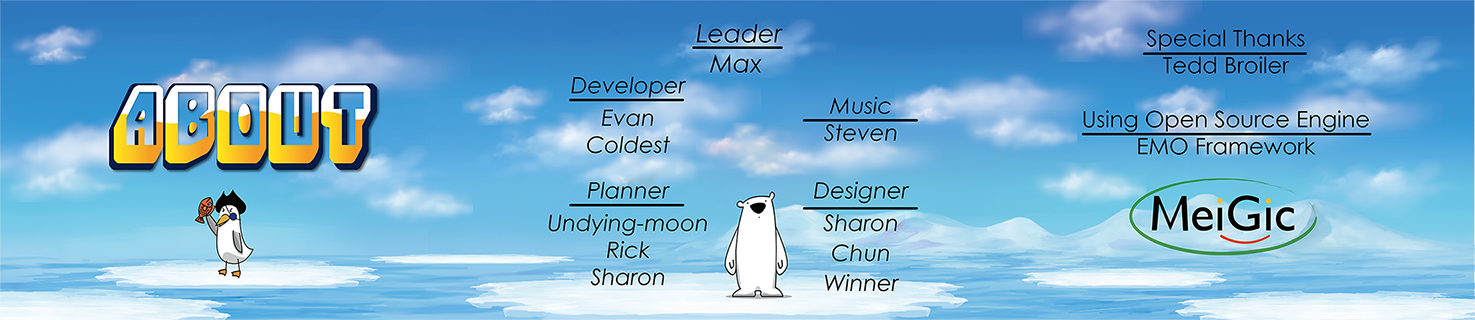 ABOUT
Leader
Max
Developer
Evan
Coldest
Music
Steven
Planner
Undying-moon
Rick
Sharon
Designer
Sharon
Chun
Winner
Special Thanks
Tedd Broiler
Using Open Source Engine
EMO Framework
MeiGic